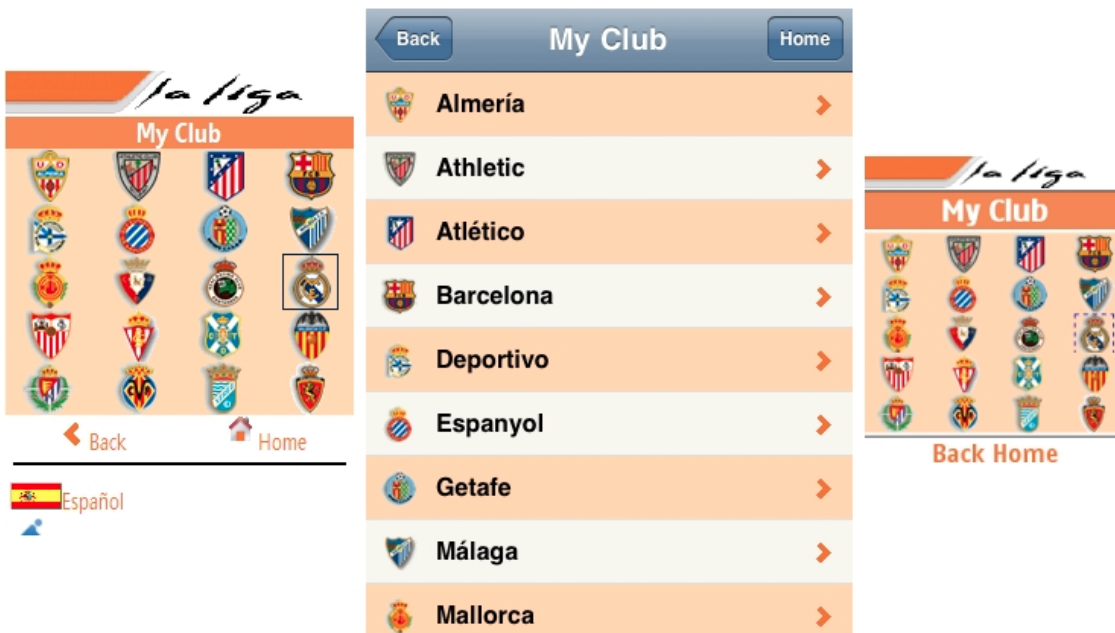 la liga
My Club
Back
Home
Español
Back
My Club
Home
Almería
Athletic
Atlético
Barcelona
Deportivo
Espanyol
Getafe
Málaga
Mallorca
la liga
My Club
Back Home